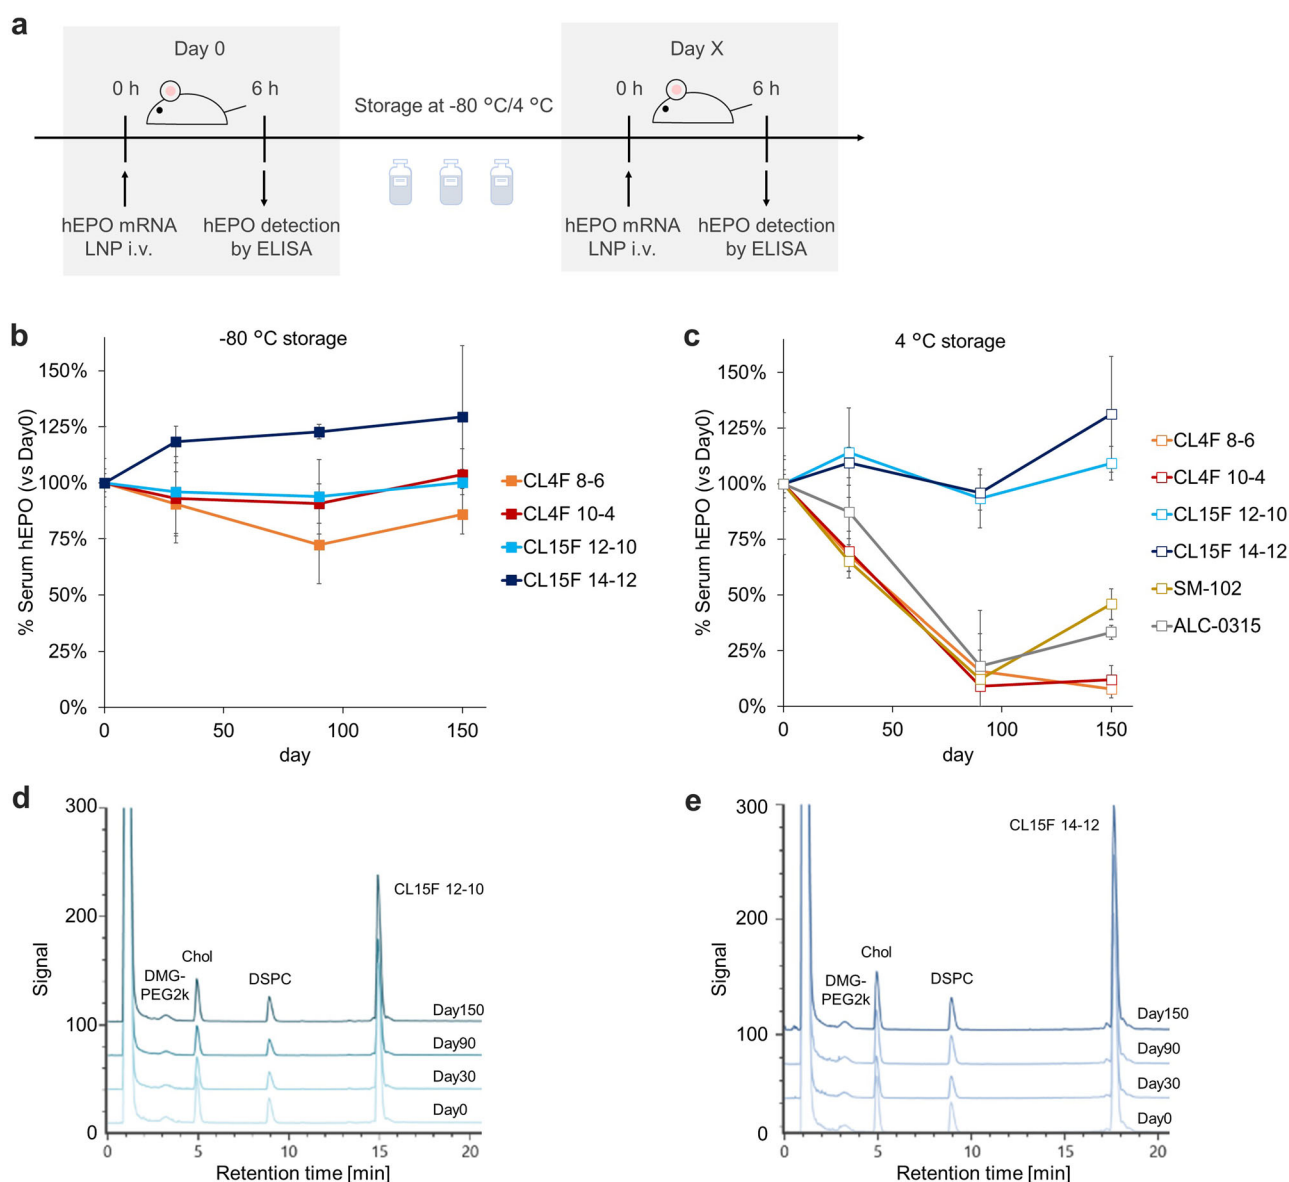 a
Day 0
Day X
0 h
6 h
0 h
6 h
Storage at -80 °C/4 °C
hEPO mRNA
LNP i.v.
hEPO detection
by ELISA
hEPO mRNA
LNP i.v.
hEPO detection
by ELISA
b
-80 °C storage
% Serum hEPO (vs Day0)
150%
125%
100%
75%
50%
25%
0%
0
50
100
150
day
CL4F 8-6
CL4F 10-4
CL15F 12-10
CL15F 14-12
c
4 °C storage
% Serum hEPO (vs Day0)
150%
125%
100%
75%
50%
25%
0%
0
50
100
150
day
CL4F 8-6
CL4F 10-4
CL15F 12-10
CL15F 14-12
SM-102
ALC-0315
d
Signal
300
200
100
0
CL15F 12-10
Chol
DMG-
PEG2k
DSPC
Day150
Day90
Day30
Day0
0
5
10
15
20
Retention time [min]
e
Signal
300
200
100
0
CL15F 14-12
Chol
DMG-
PEG2k
DSPC
Day150
Day90
Day30
Day0
0
5
10
15
20
Retention time [min]